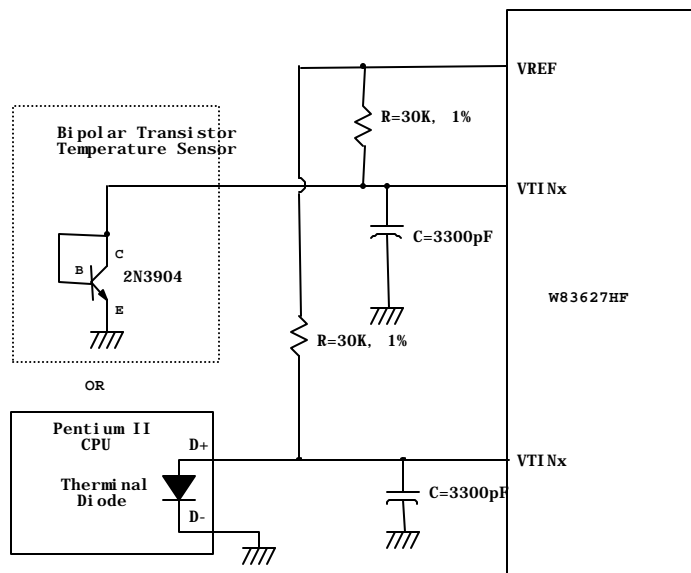 VREF
R=30K, 1%
Bipolar Transistor
Temperature Sensor
VTINx
C=3300pF
C
B
2N3904
E
W83627HF
R=30K, 1%
OR
Pentium II
CPU
D+
VTINx
Therminal
Diode
C=3300pF
D-